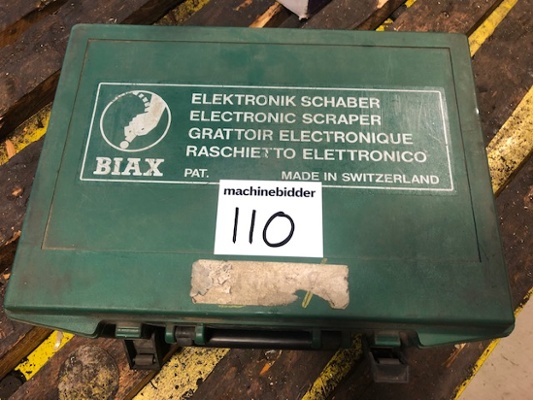 ELEKTRONIK SCHABER
ELECTRONIC SCRAPER
GRATTOIR ELECTRONIQUE
RASCHIETTO ELETTRONICO
BIAX
PAT. MADE IN SWITZERLAND
machinebidder
110